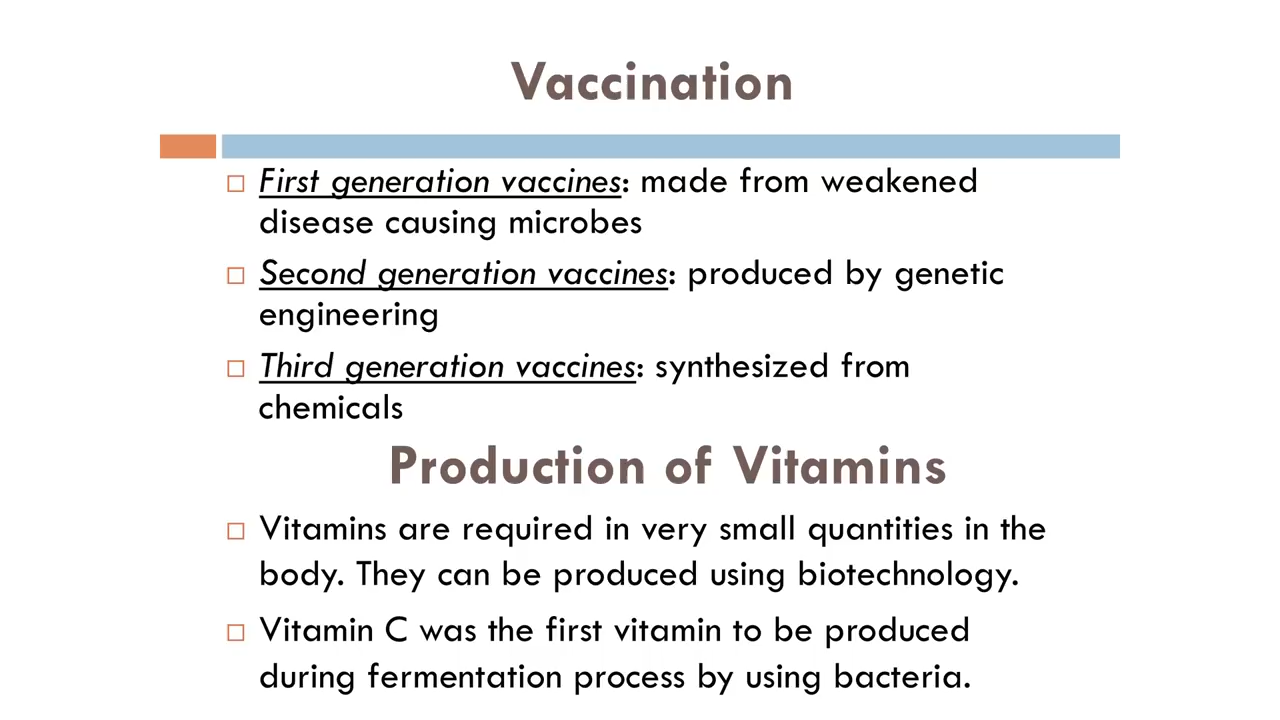 Vaccination
First generation vaccines: made from weakened
disease causing microbes
Second generation vaccines: produced by genetic
engineering
Third generation vaccines: synthesized from
chemicals
Production of Vitamins
Vitamins are required in very small quantities in the
body. They can be produced using biotechnology.
Vitamin C was the first vitamin to be produced
during fermentation process by using bacteria.